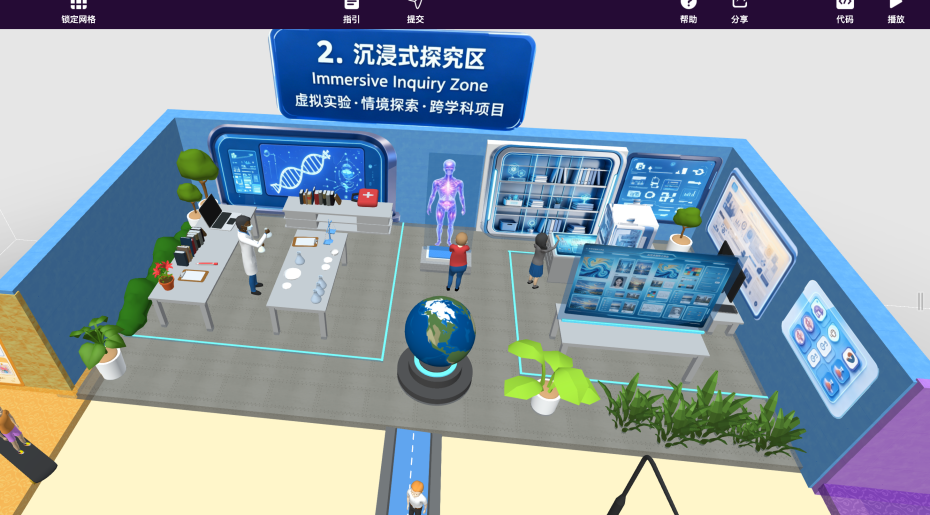 锁定网格
指引
提交
帮助
分享
代码
播放
2. 沉浸式探究区
Immersive Inquiry Zone
虚拟实验·情境探索·跨学科项目